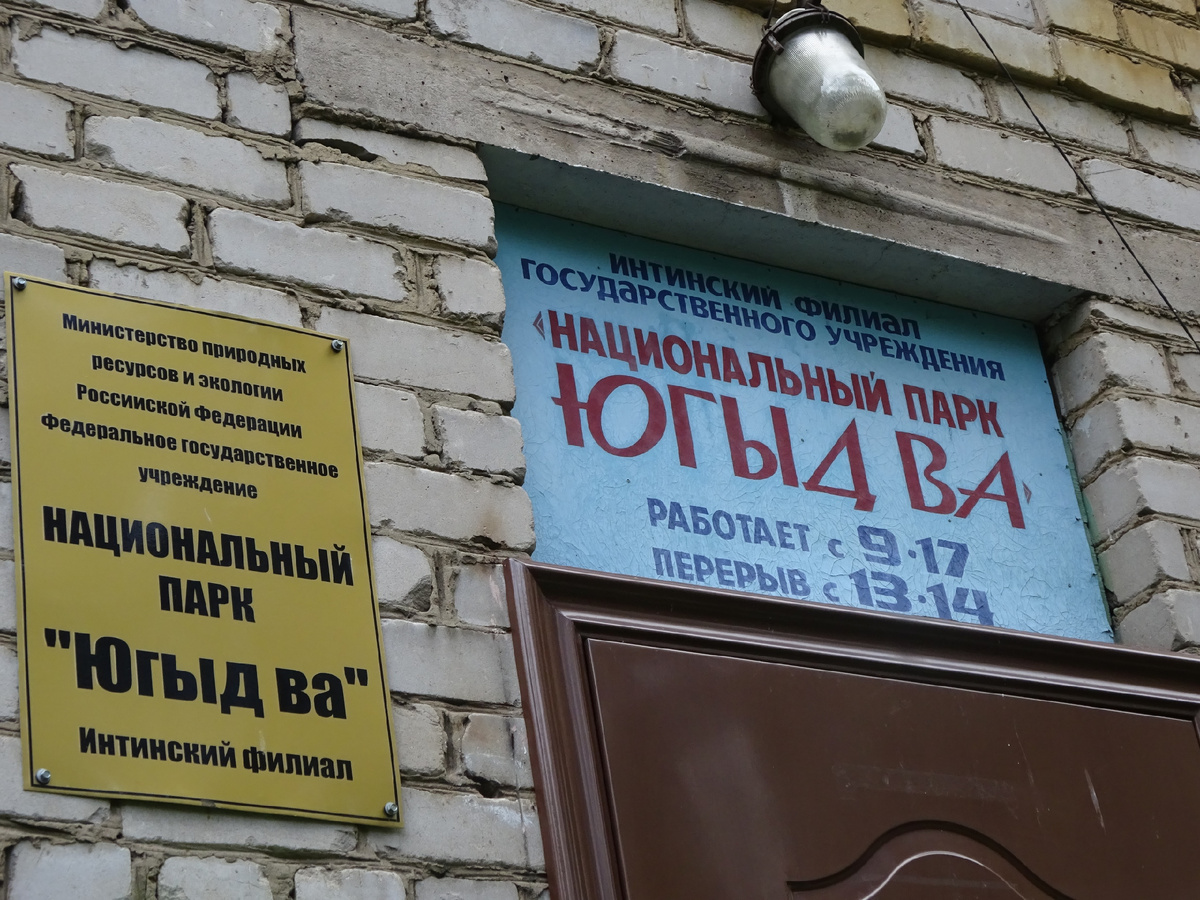 Министерство природных
ресурсов и экологии
Российской Федерации
Федеральное государственное
учреждение
НАЦИОНАЛЬНЫЙ
ПАРК
"Югыд ва"
Интинский филиал
ИНТИНСКИЙ ФИЛИАЛ
ГОСУДАРСТВЕННОГО УЧРЕЖДЕНИЯ
«НАЦИОНАЛЬНЫЙ ПАРК
ЮГЫД ВА»
РАБОТАЕТ с 9·17
ПЕРЕРЫВ с 13·14